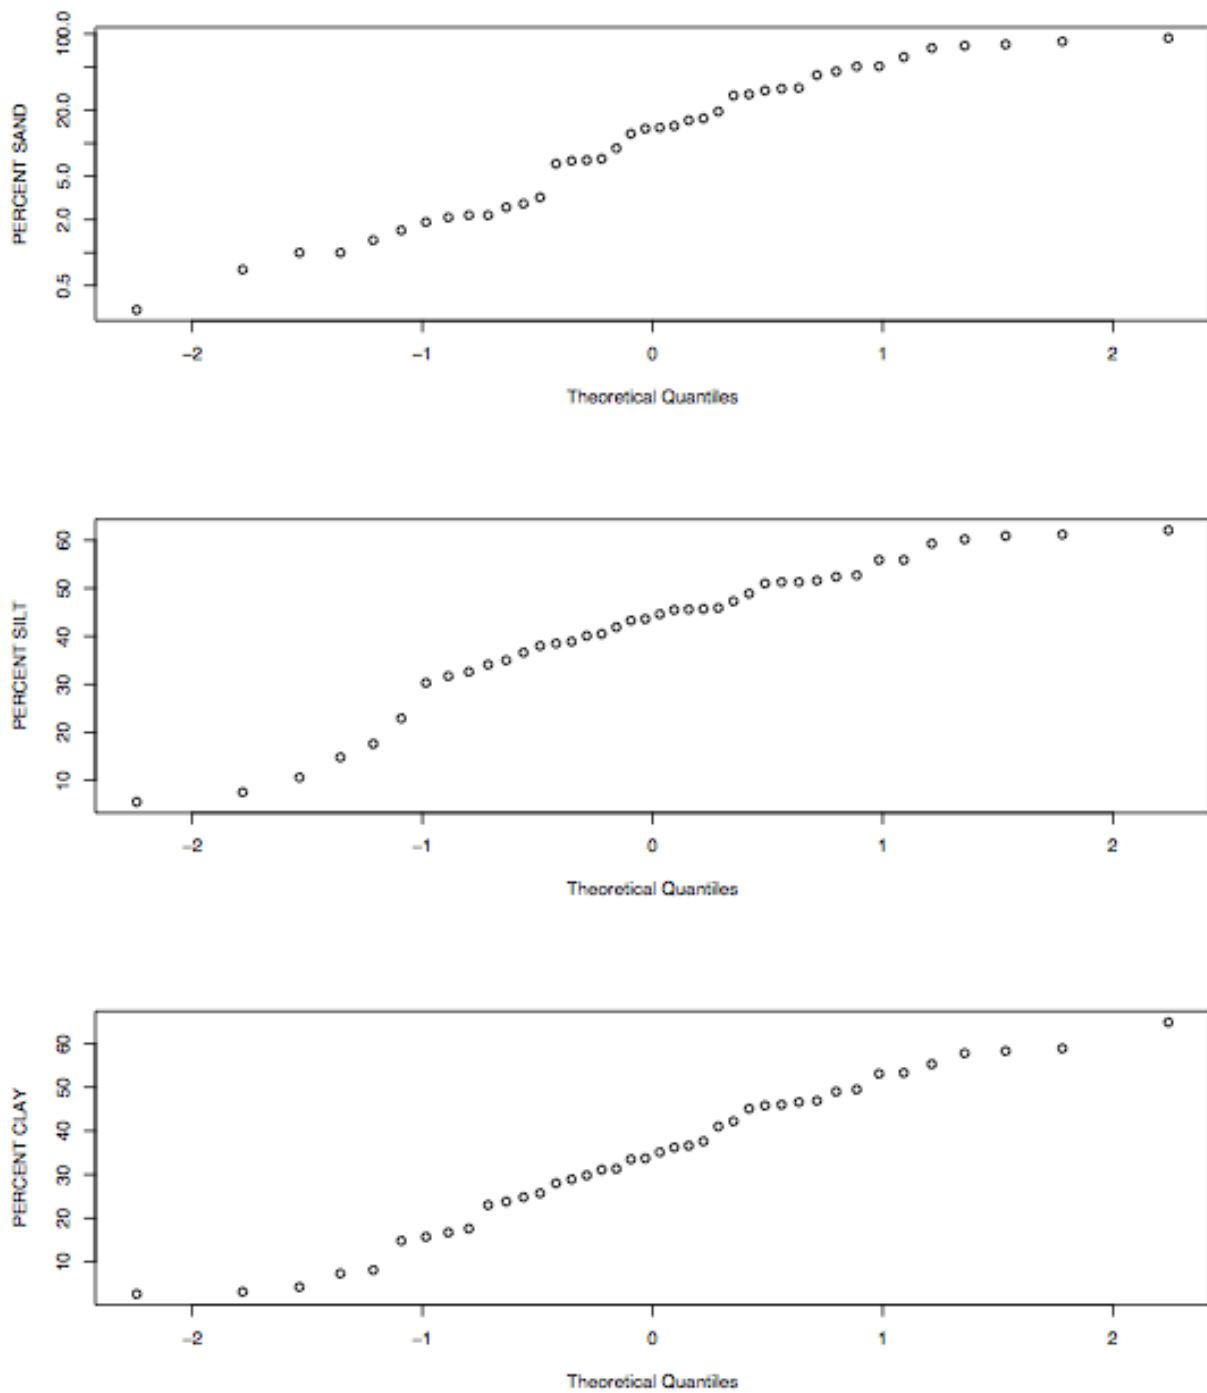 PERCENT SAND
100.0
20.0
5.0
2.0
0.5
-2 -1 0 1 2
Theoretical Quantiles
PERCENT SILT
60
50
40
30
20
10
-2 -1 0 1 2
Theoretical Quantiles
PERCENT CLAY
60
50
40
30
20
10
-2 -1 0 1 2
Theoretical Quantiles